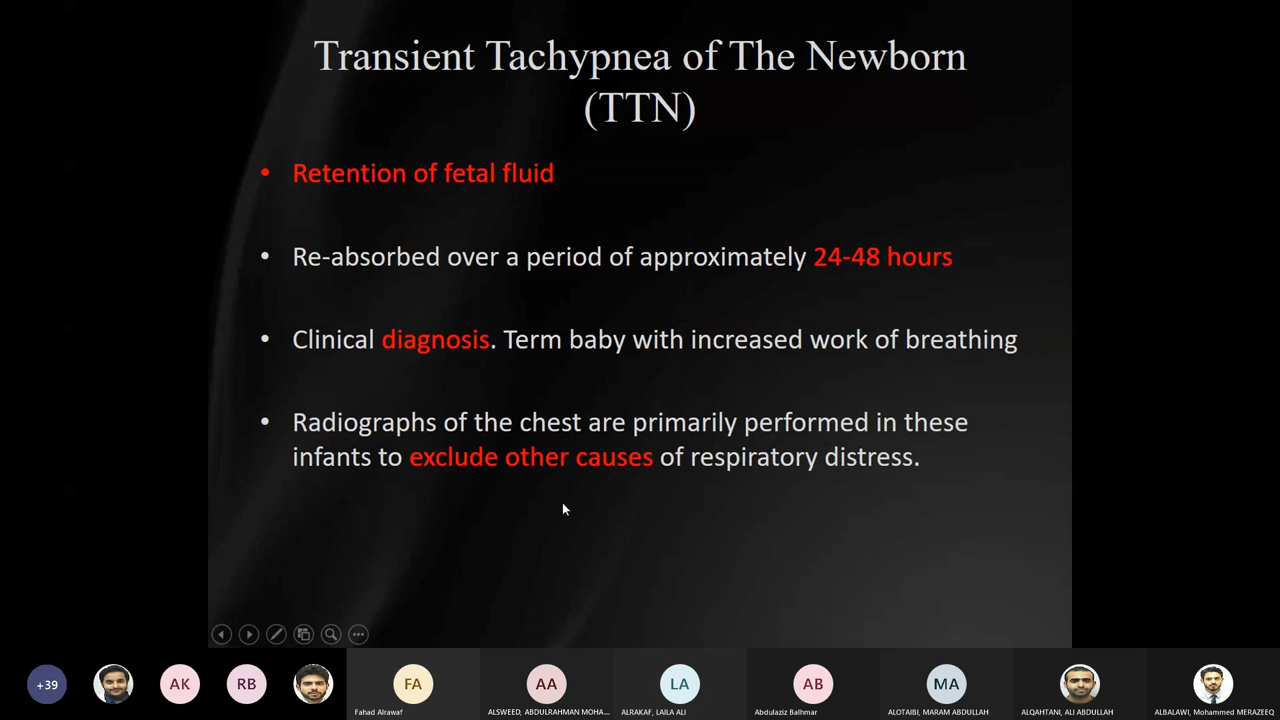 Transient Tachypnea of The Newborn
(TTN)
• Retention of fetal fluid
• Re-absorbed over a period of approximately 24-48 hours
• Clinical diagnosis. Term baby with increased work of breathing
• Radiographs of the chest are primarily performed in these
infants to exclude other causes of respiratory distress.
+39
AK
RB
FA
AA
LA
AB
MA
Fahad Alrawaf
ALSWEED, ABDULRAHMAN MOHA...
ALRAKAF, LAILA ALI
Abdulaziz Balhmar
ALOTAIBI, MARAM ABDULLAH
ALQAHTANI, ALI ABDULLAH
ALBALAWI, Mohammed MERAZEEQ